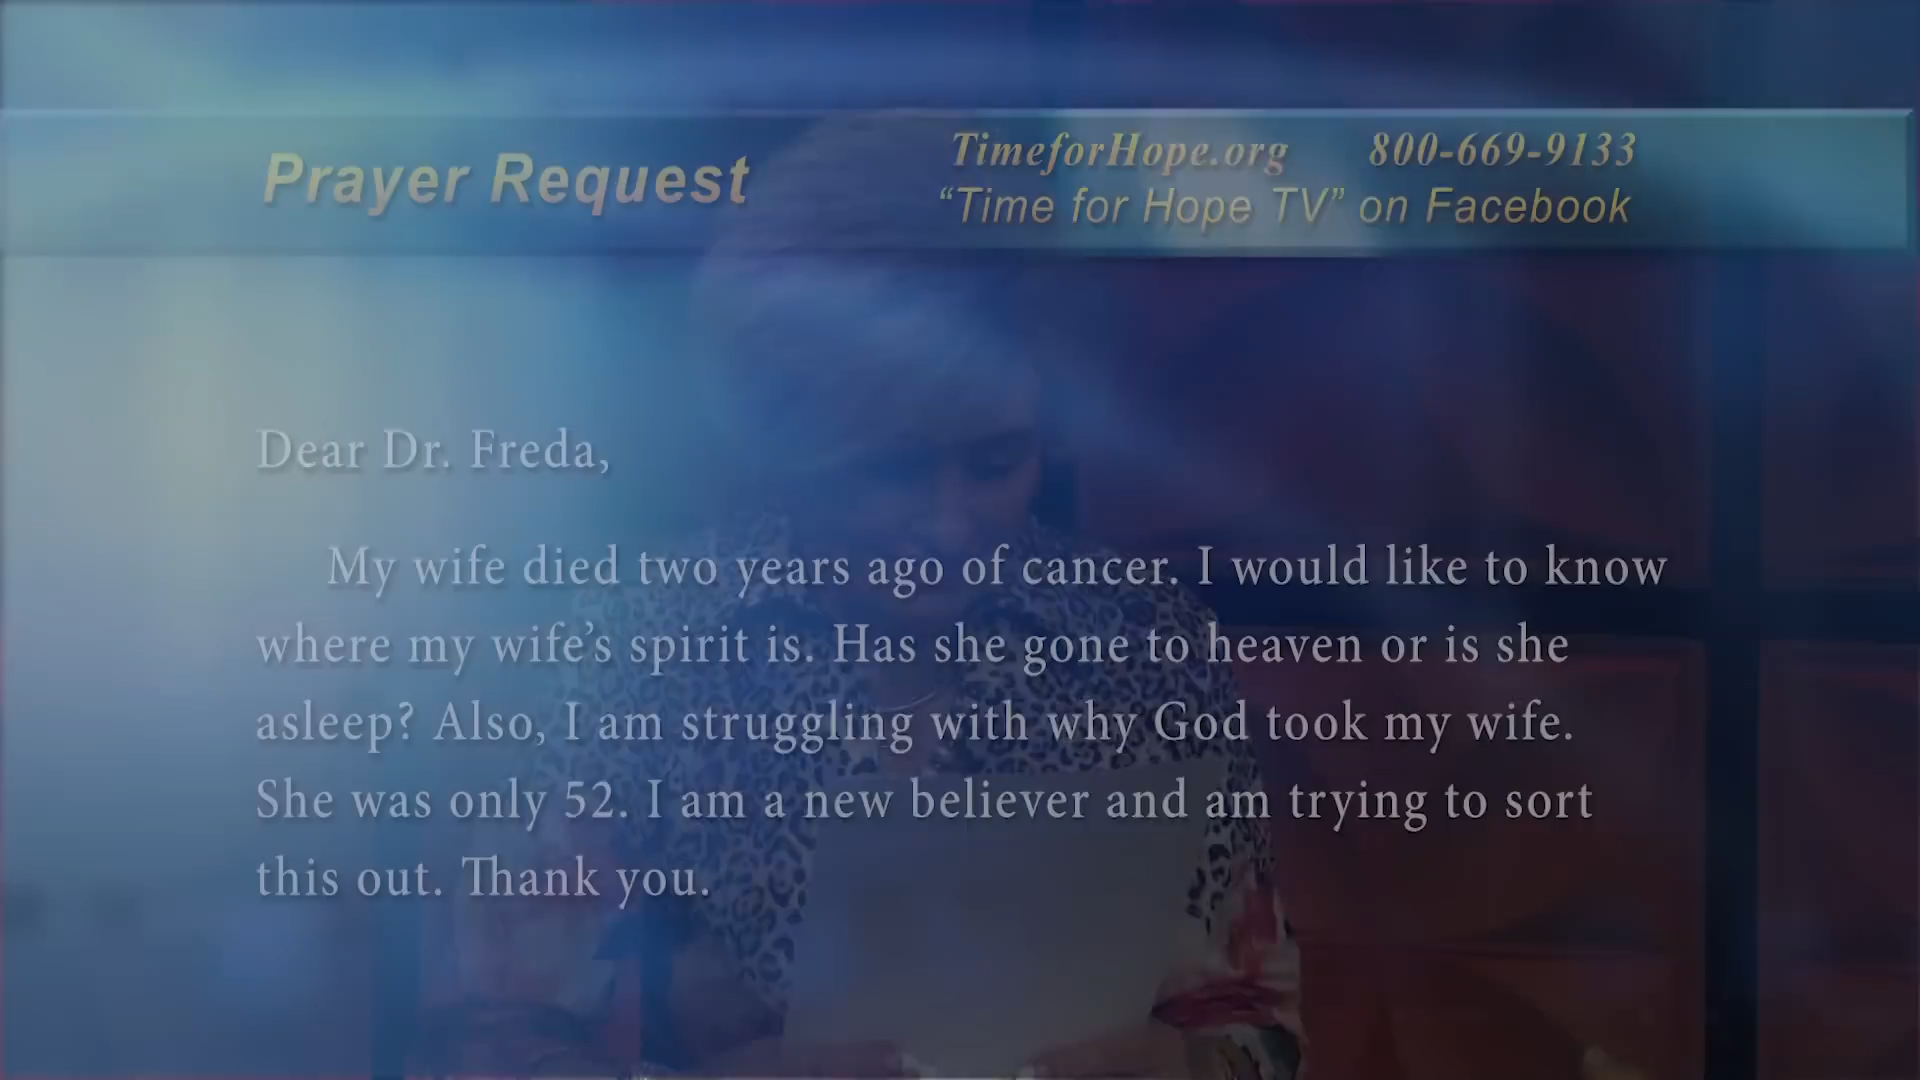 Prayer Request
TimeforHope.org 800-669-9133
“Time for Hope TV” on Facebook
Dear Dr. Freda,
My wife died two years ago of cancer. I would like to know
where my wife’s spirit is. Has she gone to heaven or is she
asleep? Also, I am struggling with why God took my wife.
She was only 52. I am a new believer and am trying to sort
this out. Thank you.